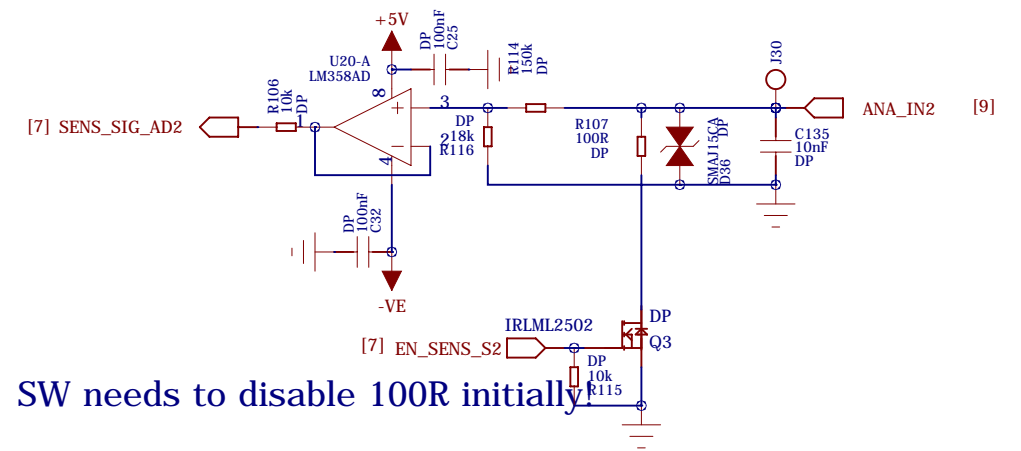 +5V
DP
100nF
C25
U20-A
LM358AD
R114
150k
DP
J30
R106
10k
DP
8
3
1
2
4
[7] SENS_SIG_AD2
ANA_IN2 [9]
DP
18k
R116
R107
100R
DP
SMAJ15CA
DP
D36
C135
10nF
DP
DP
100nF
C32
-VE
IRLML2502
DP
Q3
[7] EN_SENS_S2
DP
10k
R115
SW needs to disable 100R initially!